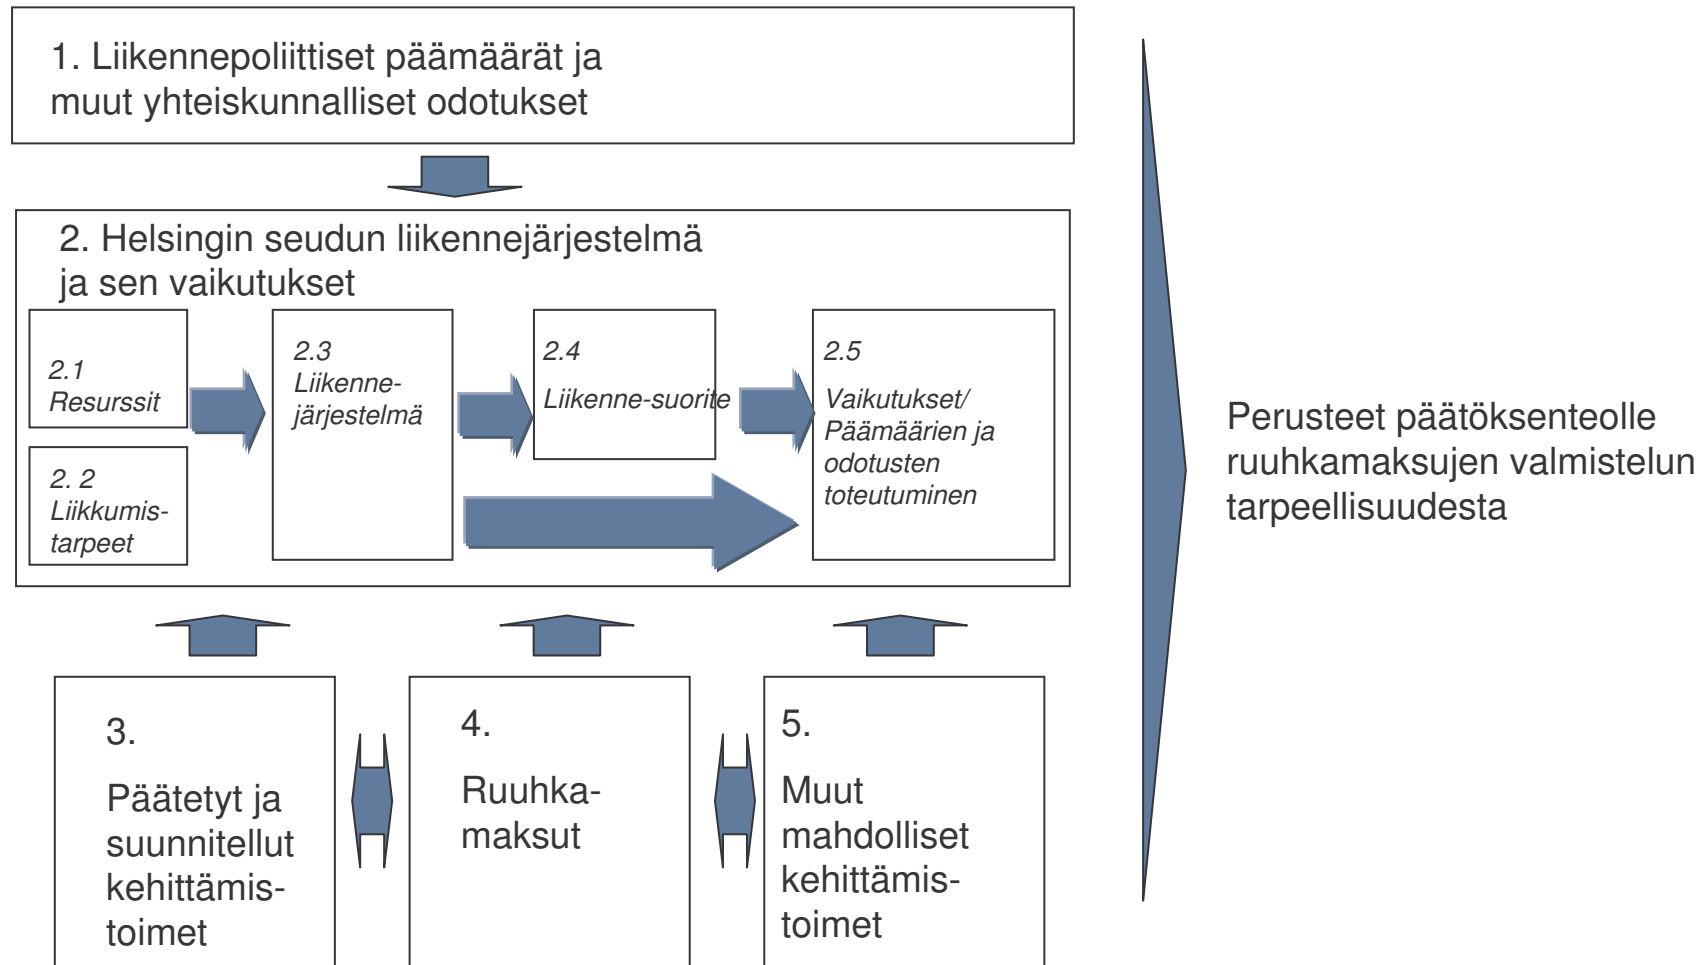 1. Liikennepoliittiset päämäärät ja
muut yhteiskunnalliset odotukset
2. Helsingin seudun liikennejärjestelmä
ja sen vaikutukset
2.1
Resurssit
2. 2
Liikkumis-
tarpeet
2.3
Liikenne-
järjestelmä
2.4
Liikenne-suorite
2.5
Vaikutukset/
Päämäärien ja
odotusten
toteutuminen
3.
Päätetyt ja
suunnitellut
kehittämis-
toimet
4.
Ruuhka-
maksut
5.
Muut
mahdolliset
kehittämis-
toimet
Perusteet päätöksenteolle
ruuhkamaksujen valmistelun
tarpeellisuudesta